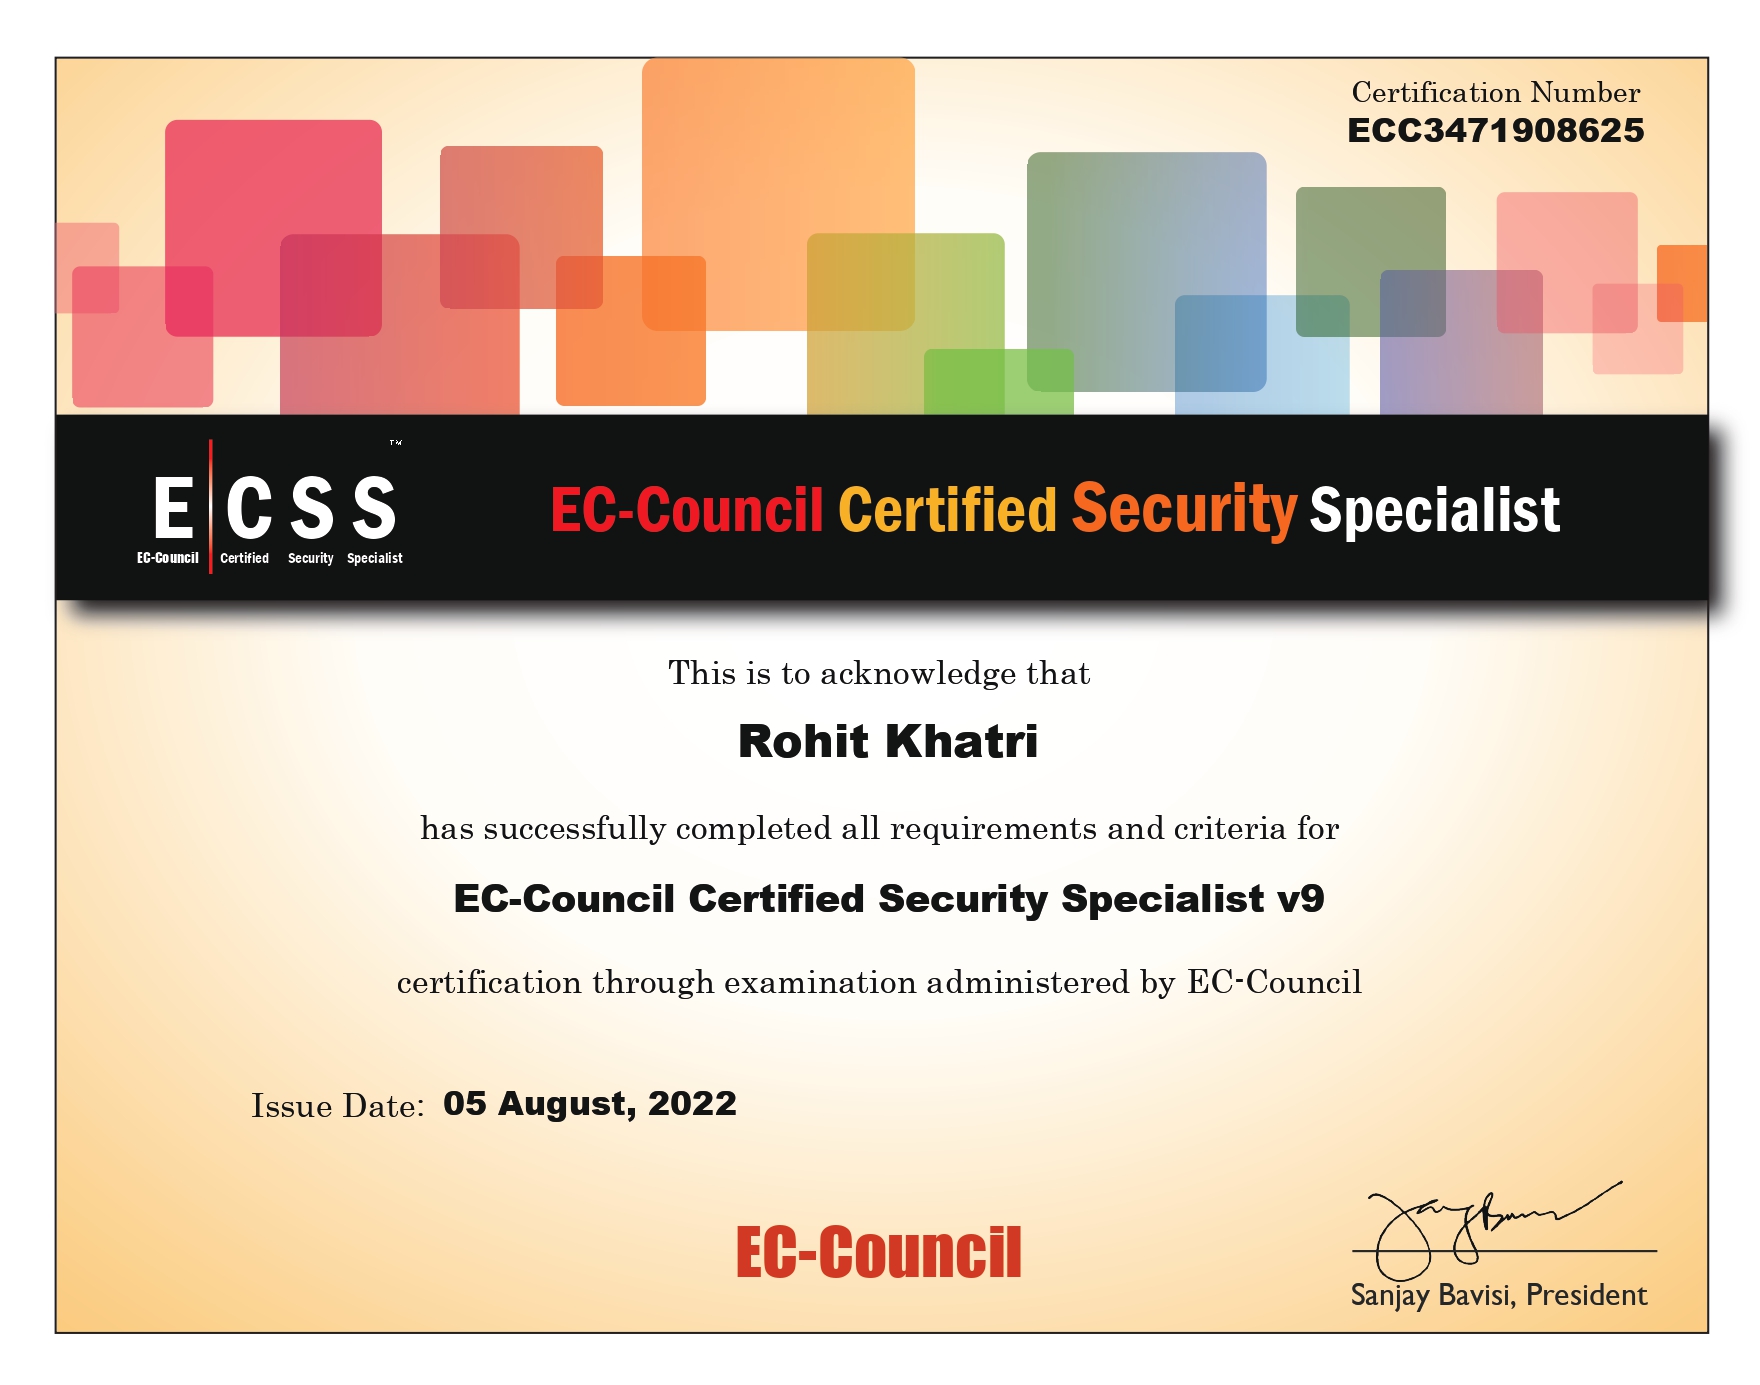 Certification Number
ECC3471908625
TM
E CSS
EC-Council Certified Security Specialist
EC-Council Certified Security Specialist
This is to acknowledge that
Rohit Khatri
has successfully completed all requirements and criteria for
EC-Council Certified Security Specialist v9
certification through examination administered by EC-Council
Issue Date: 05 August, 2022
EC-Council
Sanjay Bavisi, President